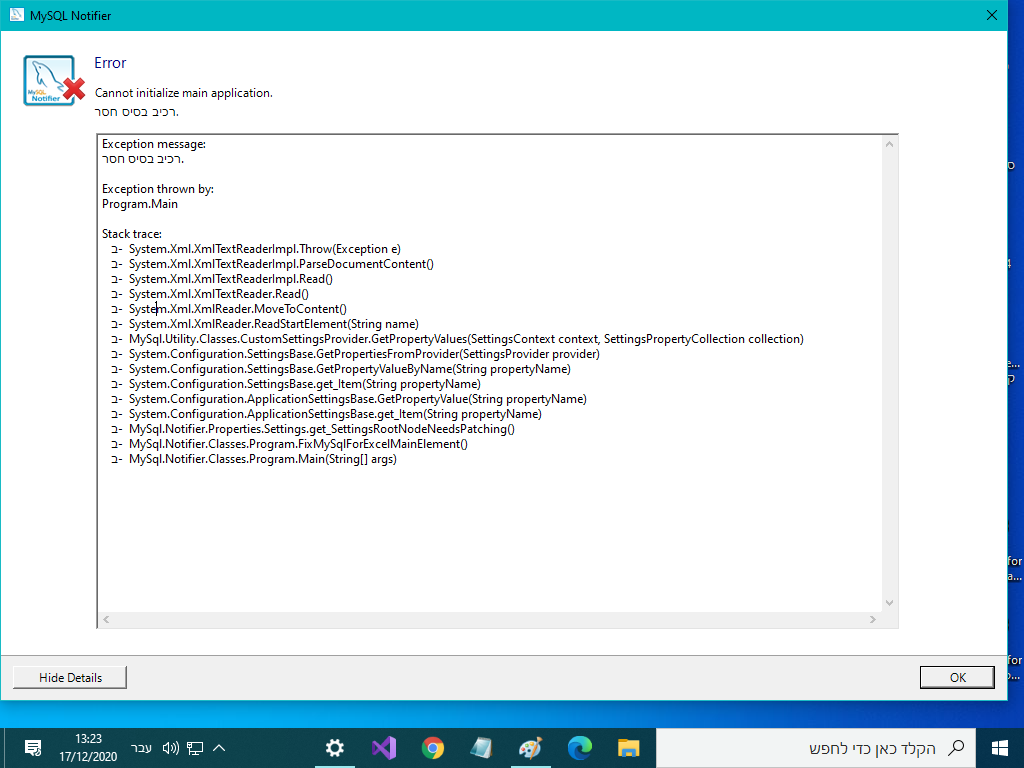 MySQL Notifier
MySQL
Notifier
Error
Cannot initialize main application.
רכיב בסיס חסר.
Exception message:
רכיב בסיס חסר.
Exception thrown by:
Program.Main
Stack trace:
ב- System.Xml.XmlTextReaderImpl.Throw(Exception e)
ב- System.Xml.XmlTextReaderImpl.ParseDocumentContent()
ב- System.Xml.XmlTextReaderImpl.Read()
ב- System.Xml.XmlTextReader.Read()
ב- System.Xml.XmlReader.MoveToContent()
ב- System.Xml.XmlReader.ReadStartElement(String name)
ב- MySql.Utility.Classes.CustomSettingsProvider.GetPropertyValues(SettingsContext context, SettingsPropertyCollection collection)
ב- System.Configuration.SettingsBase.GetPropertiesFromProvider(SettingsProvider provider)
ב- System.Configuration.SettingsBase.GetPropertyValueByName(String propertyName)
ב- System.Configuration.SettingsBase.get_Item(String propertyName)
ב- System.Configuration.ApplicationSettingsBase.GetPropertyValue(String propertyName)
ב- System.Configuration.ApplicationSettingsBase.get_Item(String propertyName)
ב- MySql.Notifier.Properties.Settings.get_SettingsRootNodeNeedsPatching()
ב- MySql.Notifier.Classes.Program.FixMySqlForExcelMainElement()
ב- MySql.Notifier.Classes.Program.Main(String[] args)
Hide Details
OK
for
for
13:23
17/12/2020
עבר
הקלד כאן כדי לחפש